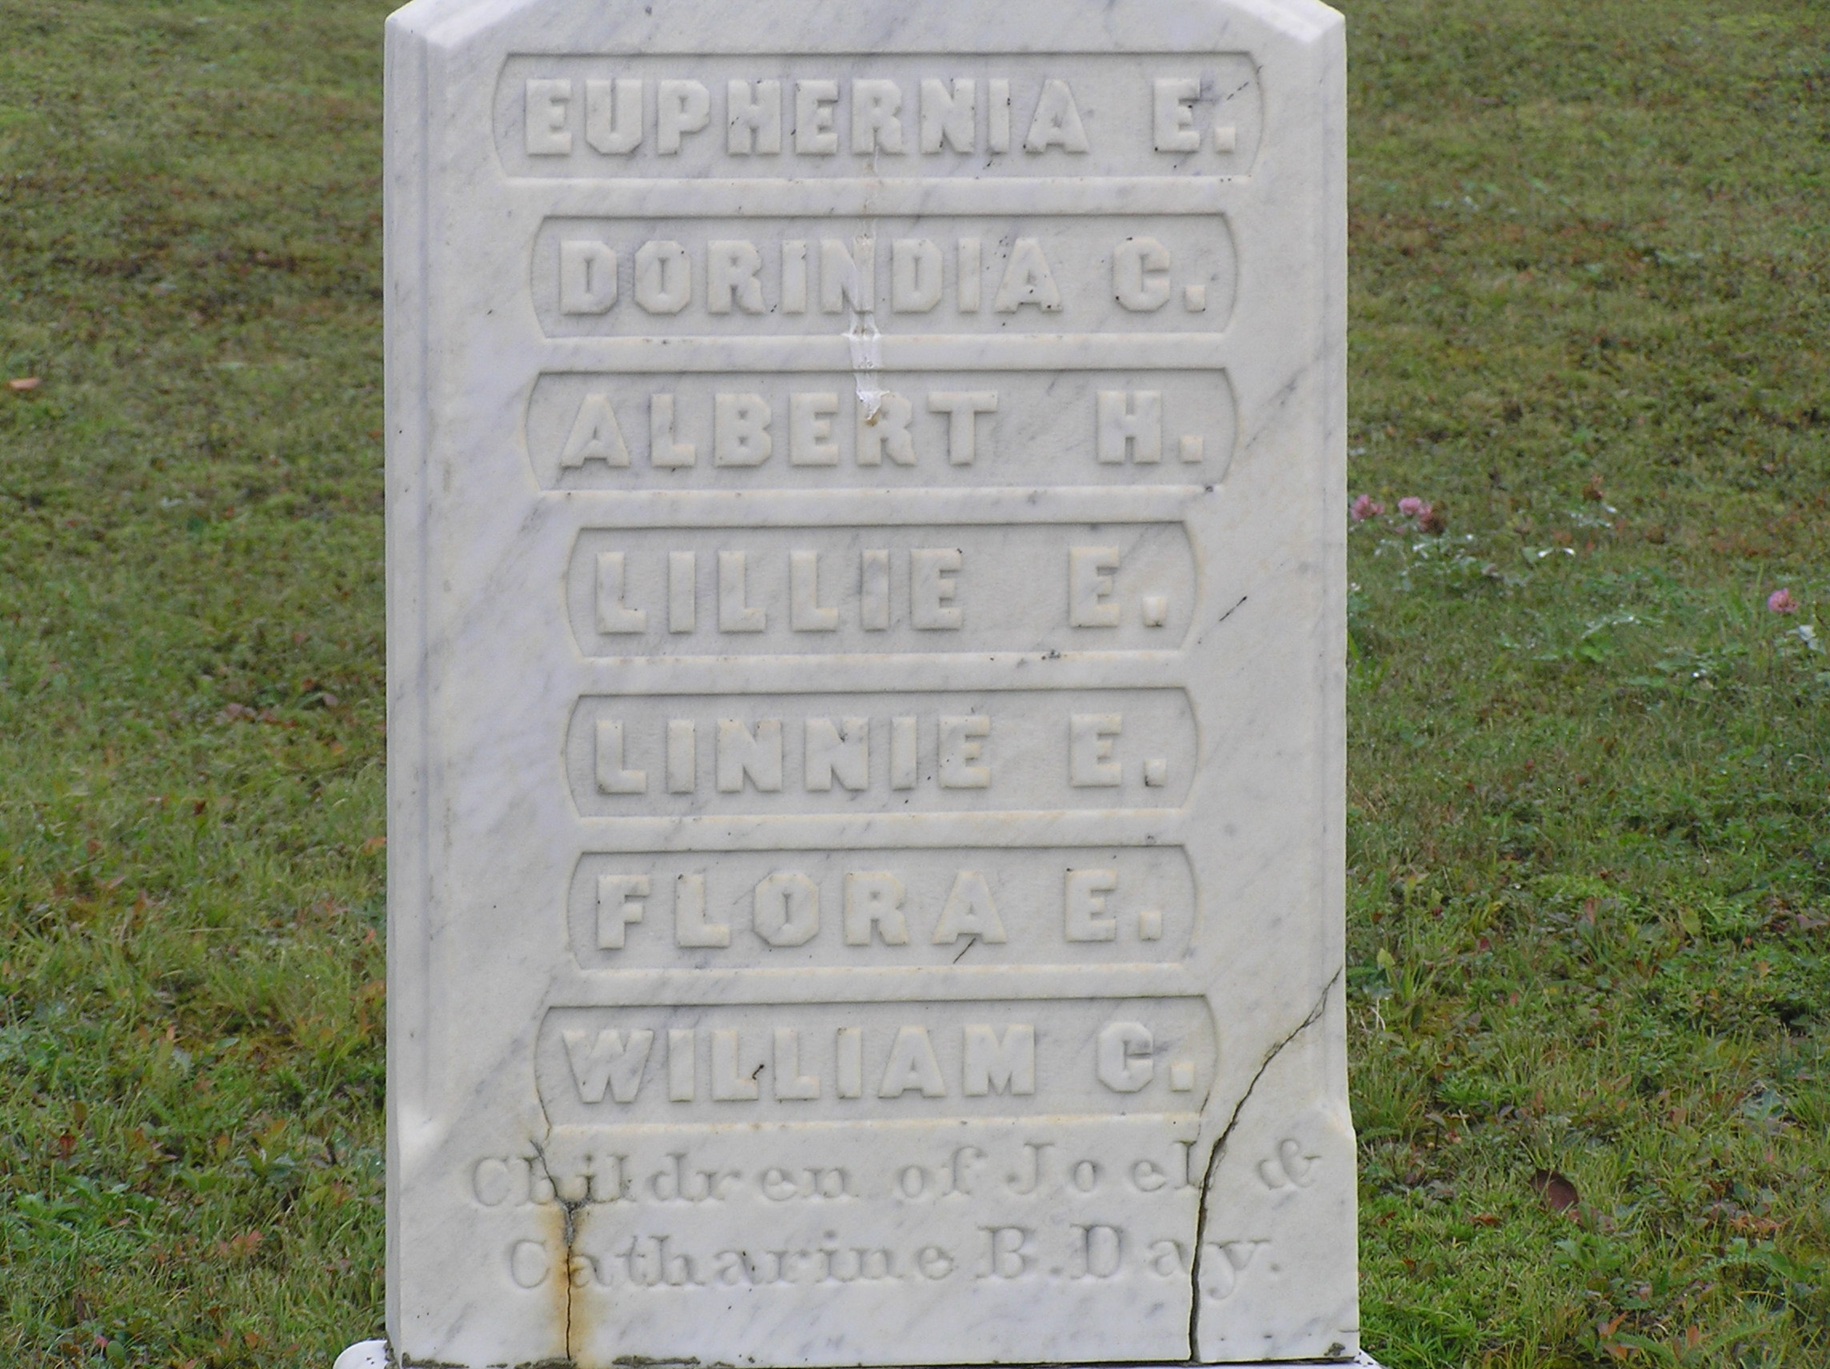 EUPHERNIA E.
DORINDIA C.
ALBERT H.
LILLIE E.
LINNIE E.
FLORA E.
WILLIAM C.
Children of Joel &
Catharine B. Day.